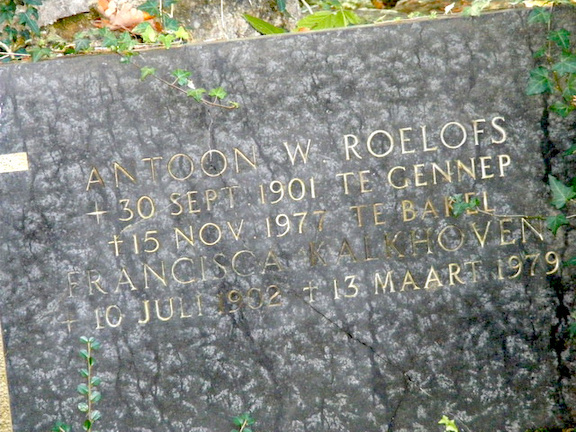 ANTOON W ROELOFS
+ 30 SEPT. 1901 TE GENNEP
† 15 NOV. 1977 TE BAKEL
FRANCISCA KALKHOVEN
+ 10 JULI 1902 † 13 MAART 1979